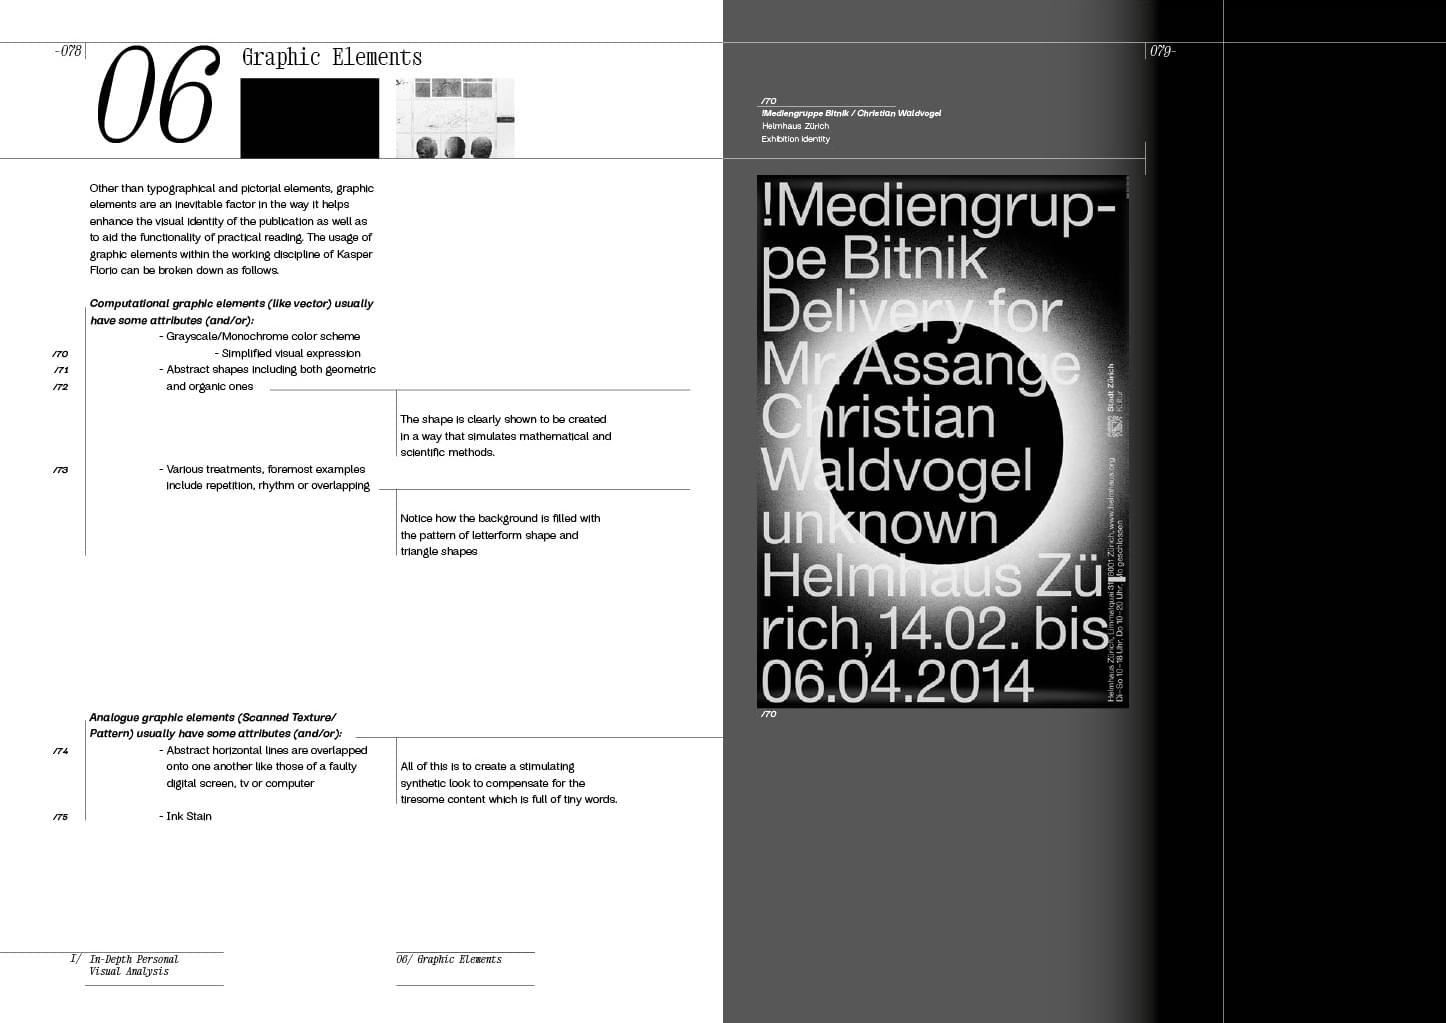 -078
06
Graphic Elements
Other than typographical and pictorial elements, graphic
elements are an inevitable factor in the way it helps
enhance the visual identity of the publication as well as
to aid the functionality of practical reading. The usage of
graphic elements within the working discipline of Kasper
Florio can be broken down as follows.
Computational graphic elements (like vector) usually
have some attributes (and/or):
- Grayscale/Monochrome color scheme
/70
- Simplified visual expression
/71
- Abstract shapes including both geometric
/72
and organic ones
The shape is clearly shown to be created
in a way that simulates mathematical and
scientific methods.
/73
- Various treatments, foremost examples
include repetition, rhythm or overlapping
Notice how the background is filled with
the pattern of letterform shape and
triangle shapes
Analogue graphic elements (Scanned Texture/
Pattern) usually have some attributes (and/or):
/74
- Abstract horizontal lines are overlapped
onto one another like those of a faulty
digital screen, tv or computer
All of this is to create a stimulating
synthetic look to compensate for the
tiresome content which is full of tiny words.
/75
- Ink Stain
I/
In-Depth Personal
Visual Analysis
06/ Graphic Elements
079-
/70
!Mediengruppe Bitnik / Christian Waldvogel
Helmhaus Zürich
Exhibition identity
!Mediengrup-
pe Bitnik
Delivery for
Mr. Assange
Christian
Waldvogel
unknown
Helmhaus Zü-
rich, 14.02. bis
06.04.2014
Stadt Zürich
Kultur
Helmhaus Zürich, Limmatquai 31, 8001 Zürich, www.helmhaus.org
Di–So 10–18 Uhr, Do 10–20 Uhr, Mo geschlossen
/70